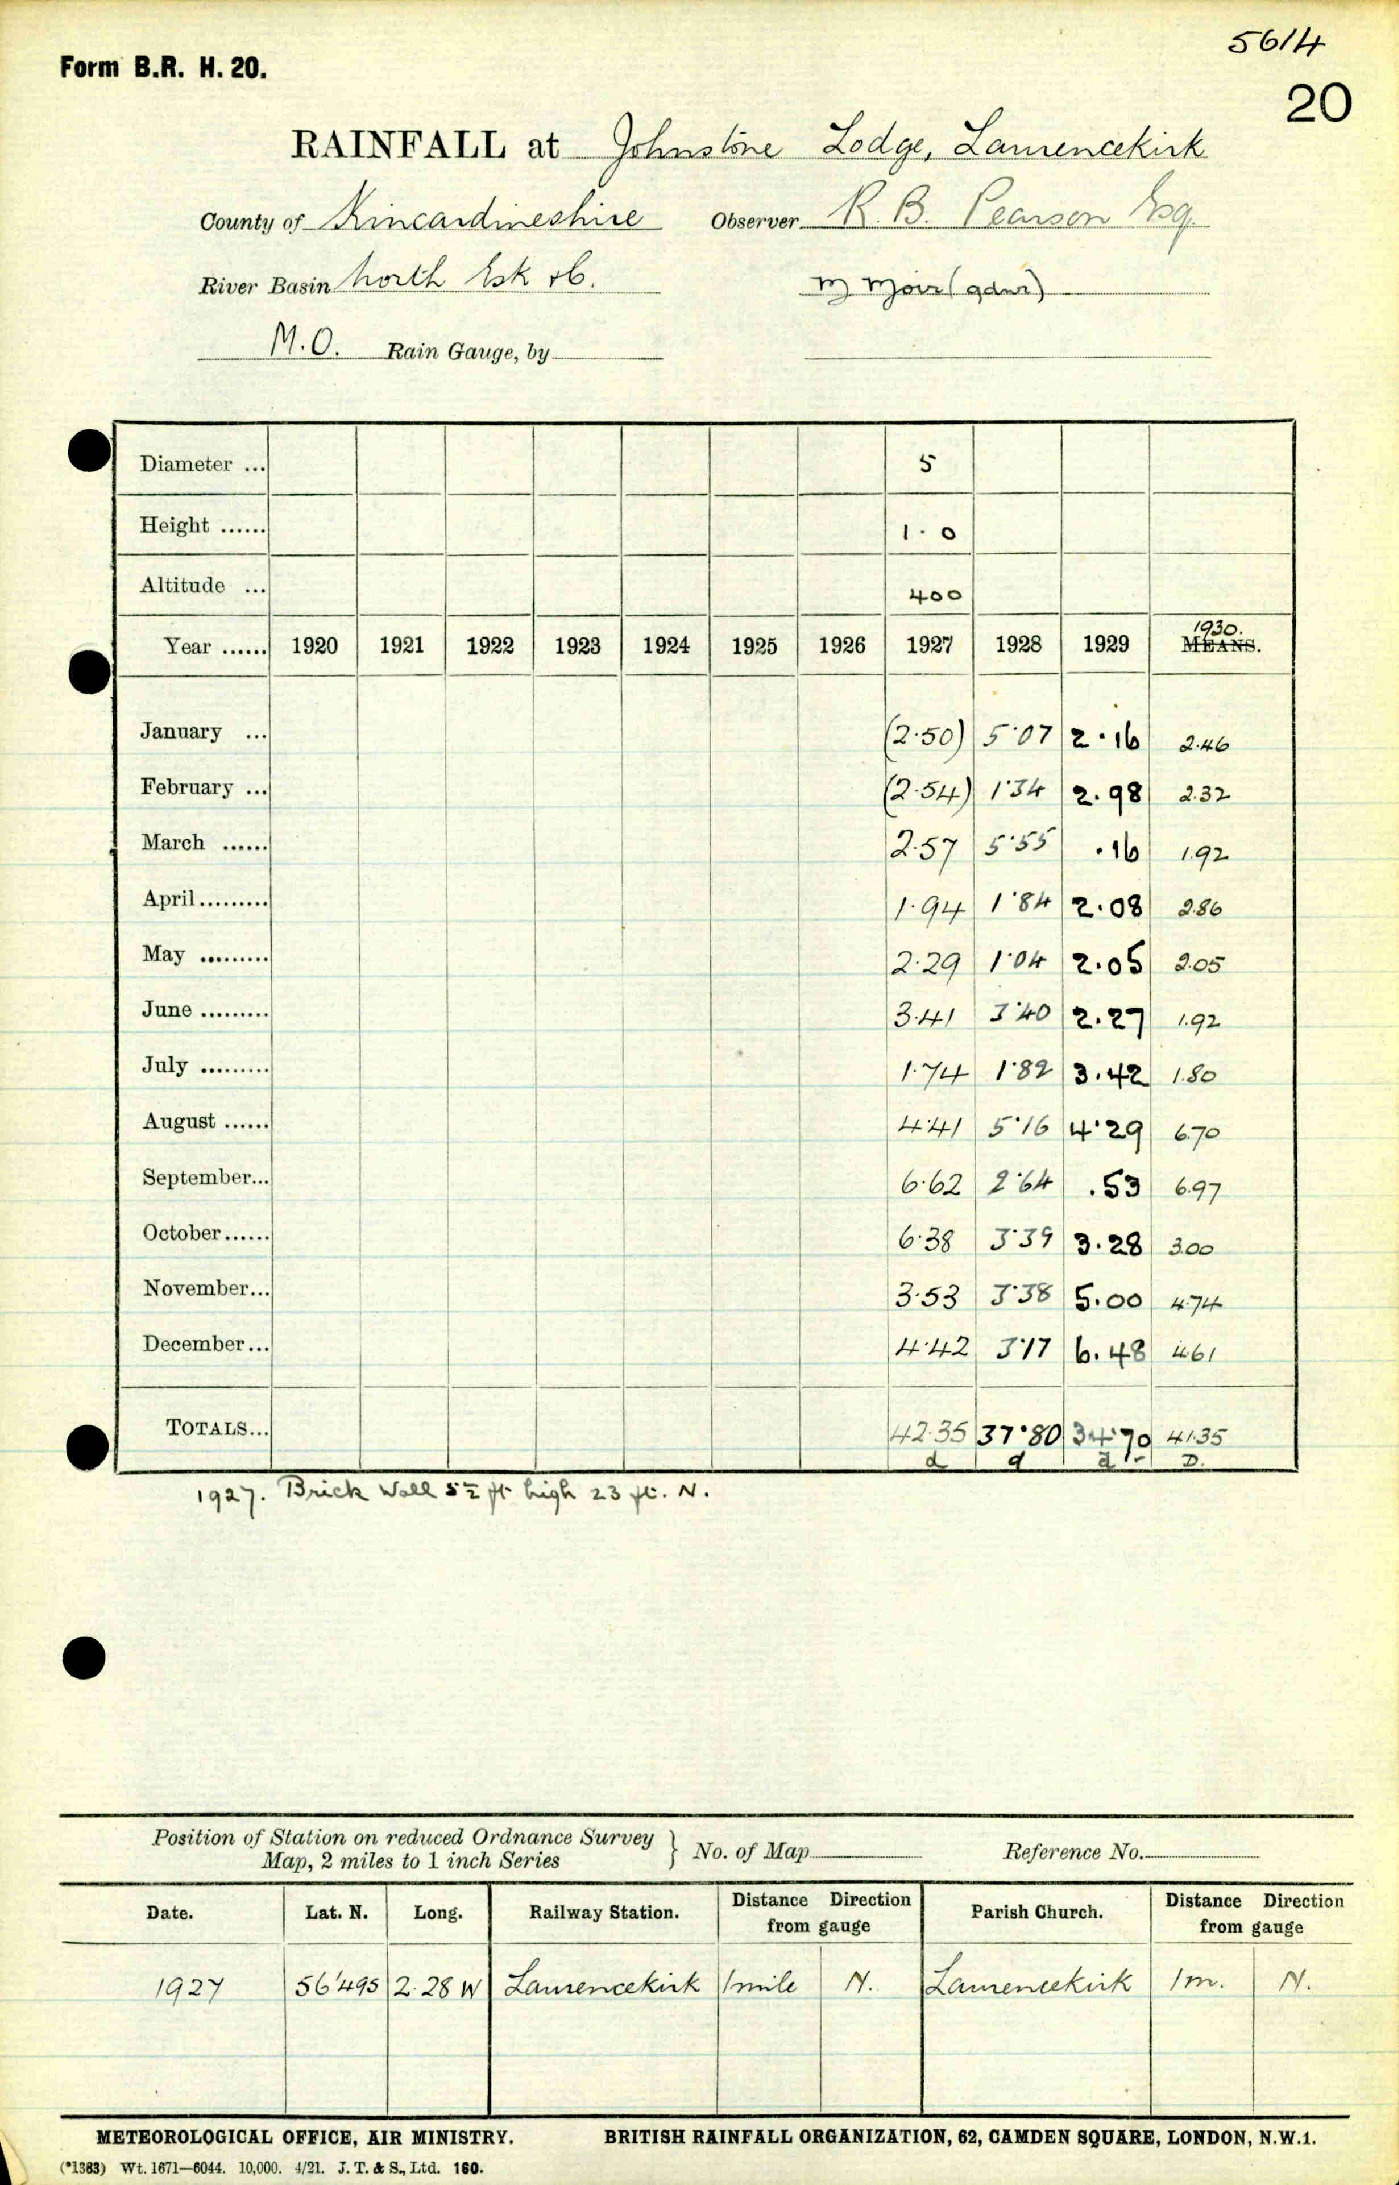 5614
Form B.R. H. 20.
20
RAINFALL at Johnstone Lodge, Laurencekirk
County of Kincardineshire Observer R. B. Pearson Esq.
River Basin North Esk &c. M Moir (gdnr)
M.O. Rain Gauge, by
Diameter ... 5
Height ...... 1.0
Altitude ... 400
1930.
Year ...... 1920 1921 1922 1923 1924 1925 1926 1927 1928 1929 MEANS.
January ... (2.50) 5.07 2.16 2.46
February ... (2.54) 1.34 2.98 2.32
March ...... 2.57 5.55 .16 1.92
April ......... 1.94 1.84 2.08 2.86
May ......... 2.29 1.04 2.05 2.05
June ......... 3.41 3.40 2.27 1.92
July ......... 1.74 1.82 3.42 1.80
August ...... 4.41 5.16 4.29 6.70
September... 6.62 2.64 .53 6.97
October...... 6.38 3.39 3.28 3.00
November... 3.53 3.38 5.00 4.74
December... 4.42 3.17 6.48 4.61
TOTALS... 42.35 37.80 34.70 41.35
d d d D.
1927. Brick Wall 5½ ft high 23 ft. N.
Position of Station on reduced Ordnance Survey
Map, 2 miles to 1 inch Series } No. of Map Reference No.
Date. Lat. N. Long. Railway Station. Distance Direction from gauge Parish Church. Distance Direction from gauge
1927 56°495 2.28 W Laurencekirk 1 mile N. Laurencekirk 1m. N.
METEOROLOGICAL OFFICE, AIR MINISTRY. BRITISH RAINFALL ORGANIZATION, 62, CAMDEN SQUARE, LONDON, N.W.1.
(*1383) Wt. 1671—6044. 10,000. 4/21. J. T. & S., Ltd. 160.